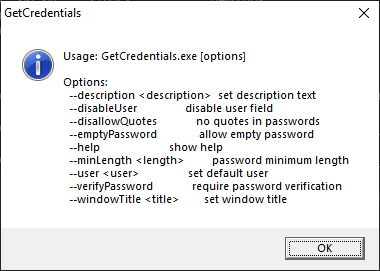 GetCredentials
Usage: GetCredentials.exe [options]
Options:
--description <description> set description text
--disableUser disable user field
--disallowQuotes no quotes in passwords
--emptyPassword allow empty password
--help show help
--minLength <length> password minimum length
--user <user> set default user
--verifyPassword require password verification
--windowTitle <title> set window title
OK